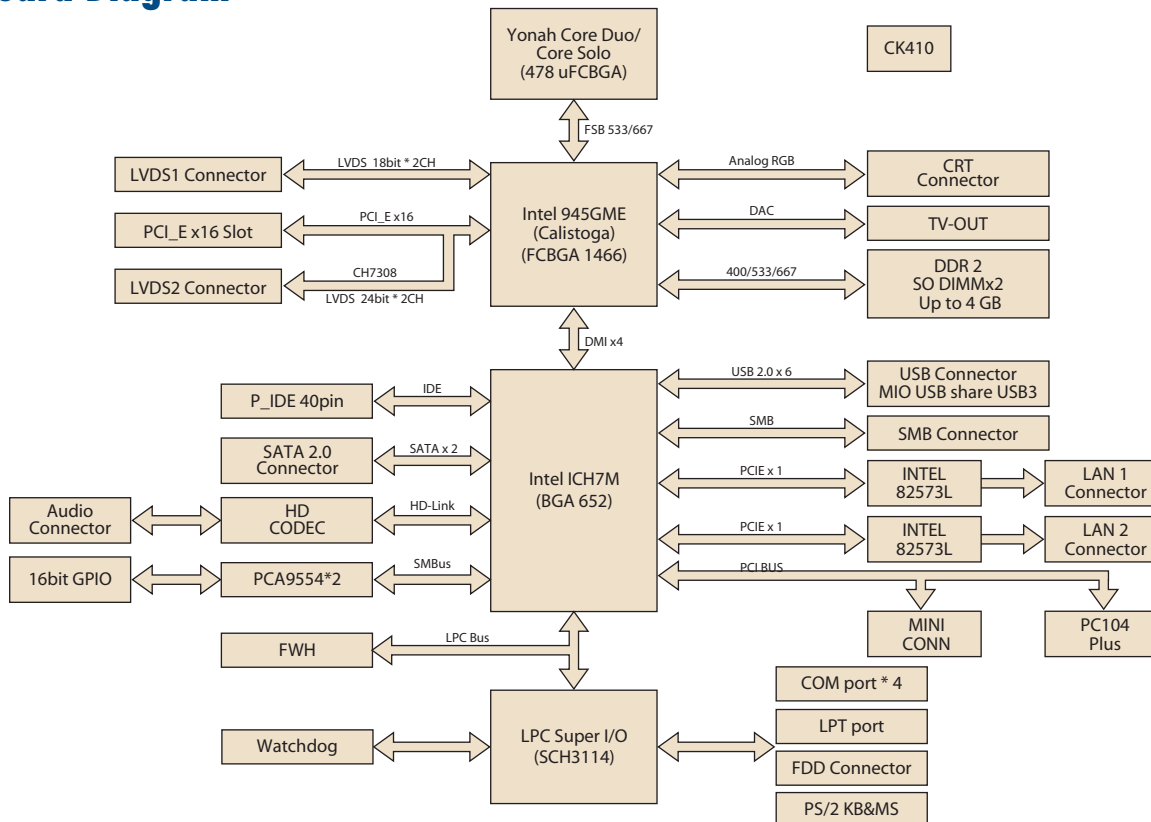 Yonah Core Duo/
Core Solo
(478 uFCBGA)
CK410
FSB 533/667
LVDS1 Connector
LVDS 18bit * 2CH
PCI_E x16 Slot
PCI_E x16
LVDS2 Connector
CH7308
LVDS 24bit * 2CH
Intel 945GME
(Calistoga)
(FCBGA 1466)
Analog RGB
CRT
Connector
DAC
TV-OUT
400/533/667
DDR 2
SO DIMMx2
Up to 4 GB
DMI x4
P_IDE 40pin
IDE
SATA 2.0
Connector
SATA x 2
Audio
Connector
HD
CODEC
HD-Link
16bit GPIO
PCA9554*2
SMBus
Intel ICH7M
(BGA 652)
USB 2.0 x 6
USB Connector
MIO USB share USB3
SMB
SMB Connector
PCIE x 1
INTEL
82573L
LAN 1
Connector
PCIE x 1
INTEL
82573L
LAN 2
Connector
PCI BUS
MINI
CONN
PC104
Plus
FWH
LPC Bus
Watchdog
LPC Super I/O
(SCH3114)
COM port * 4
LPT port
FDD Connector
PS/2 KB&MS